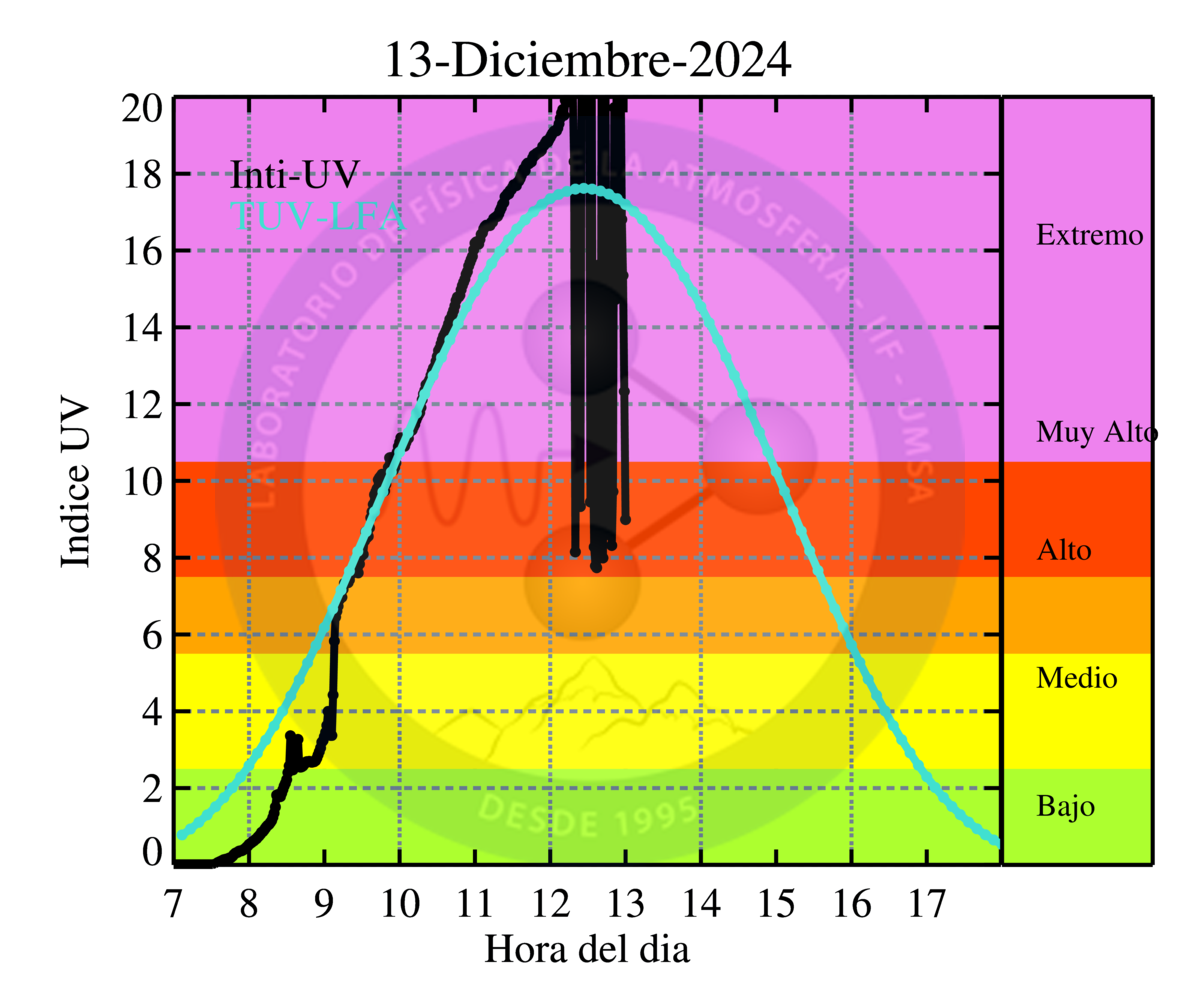 13-Diciembre-2024
20
18
16
14
12
10
8
6
4
2
0
Indice UV
Inti-UV
TUV-LFA
LABORATORIO DE FÍSICA DE LA ATMÓSFERA - IIF - UMSA
DESDE 1995
Extremo
Muy Alto
Alto
Medio
Bajo
7 8 9 10 11 12 13 14 15 16 17
Hora del dia